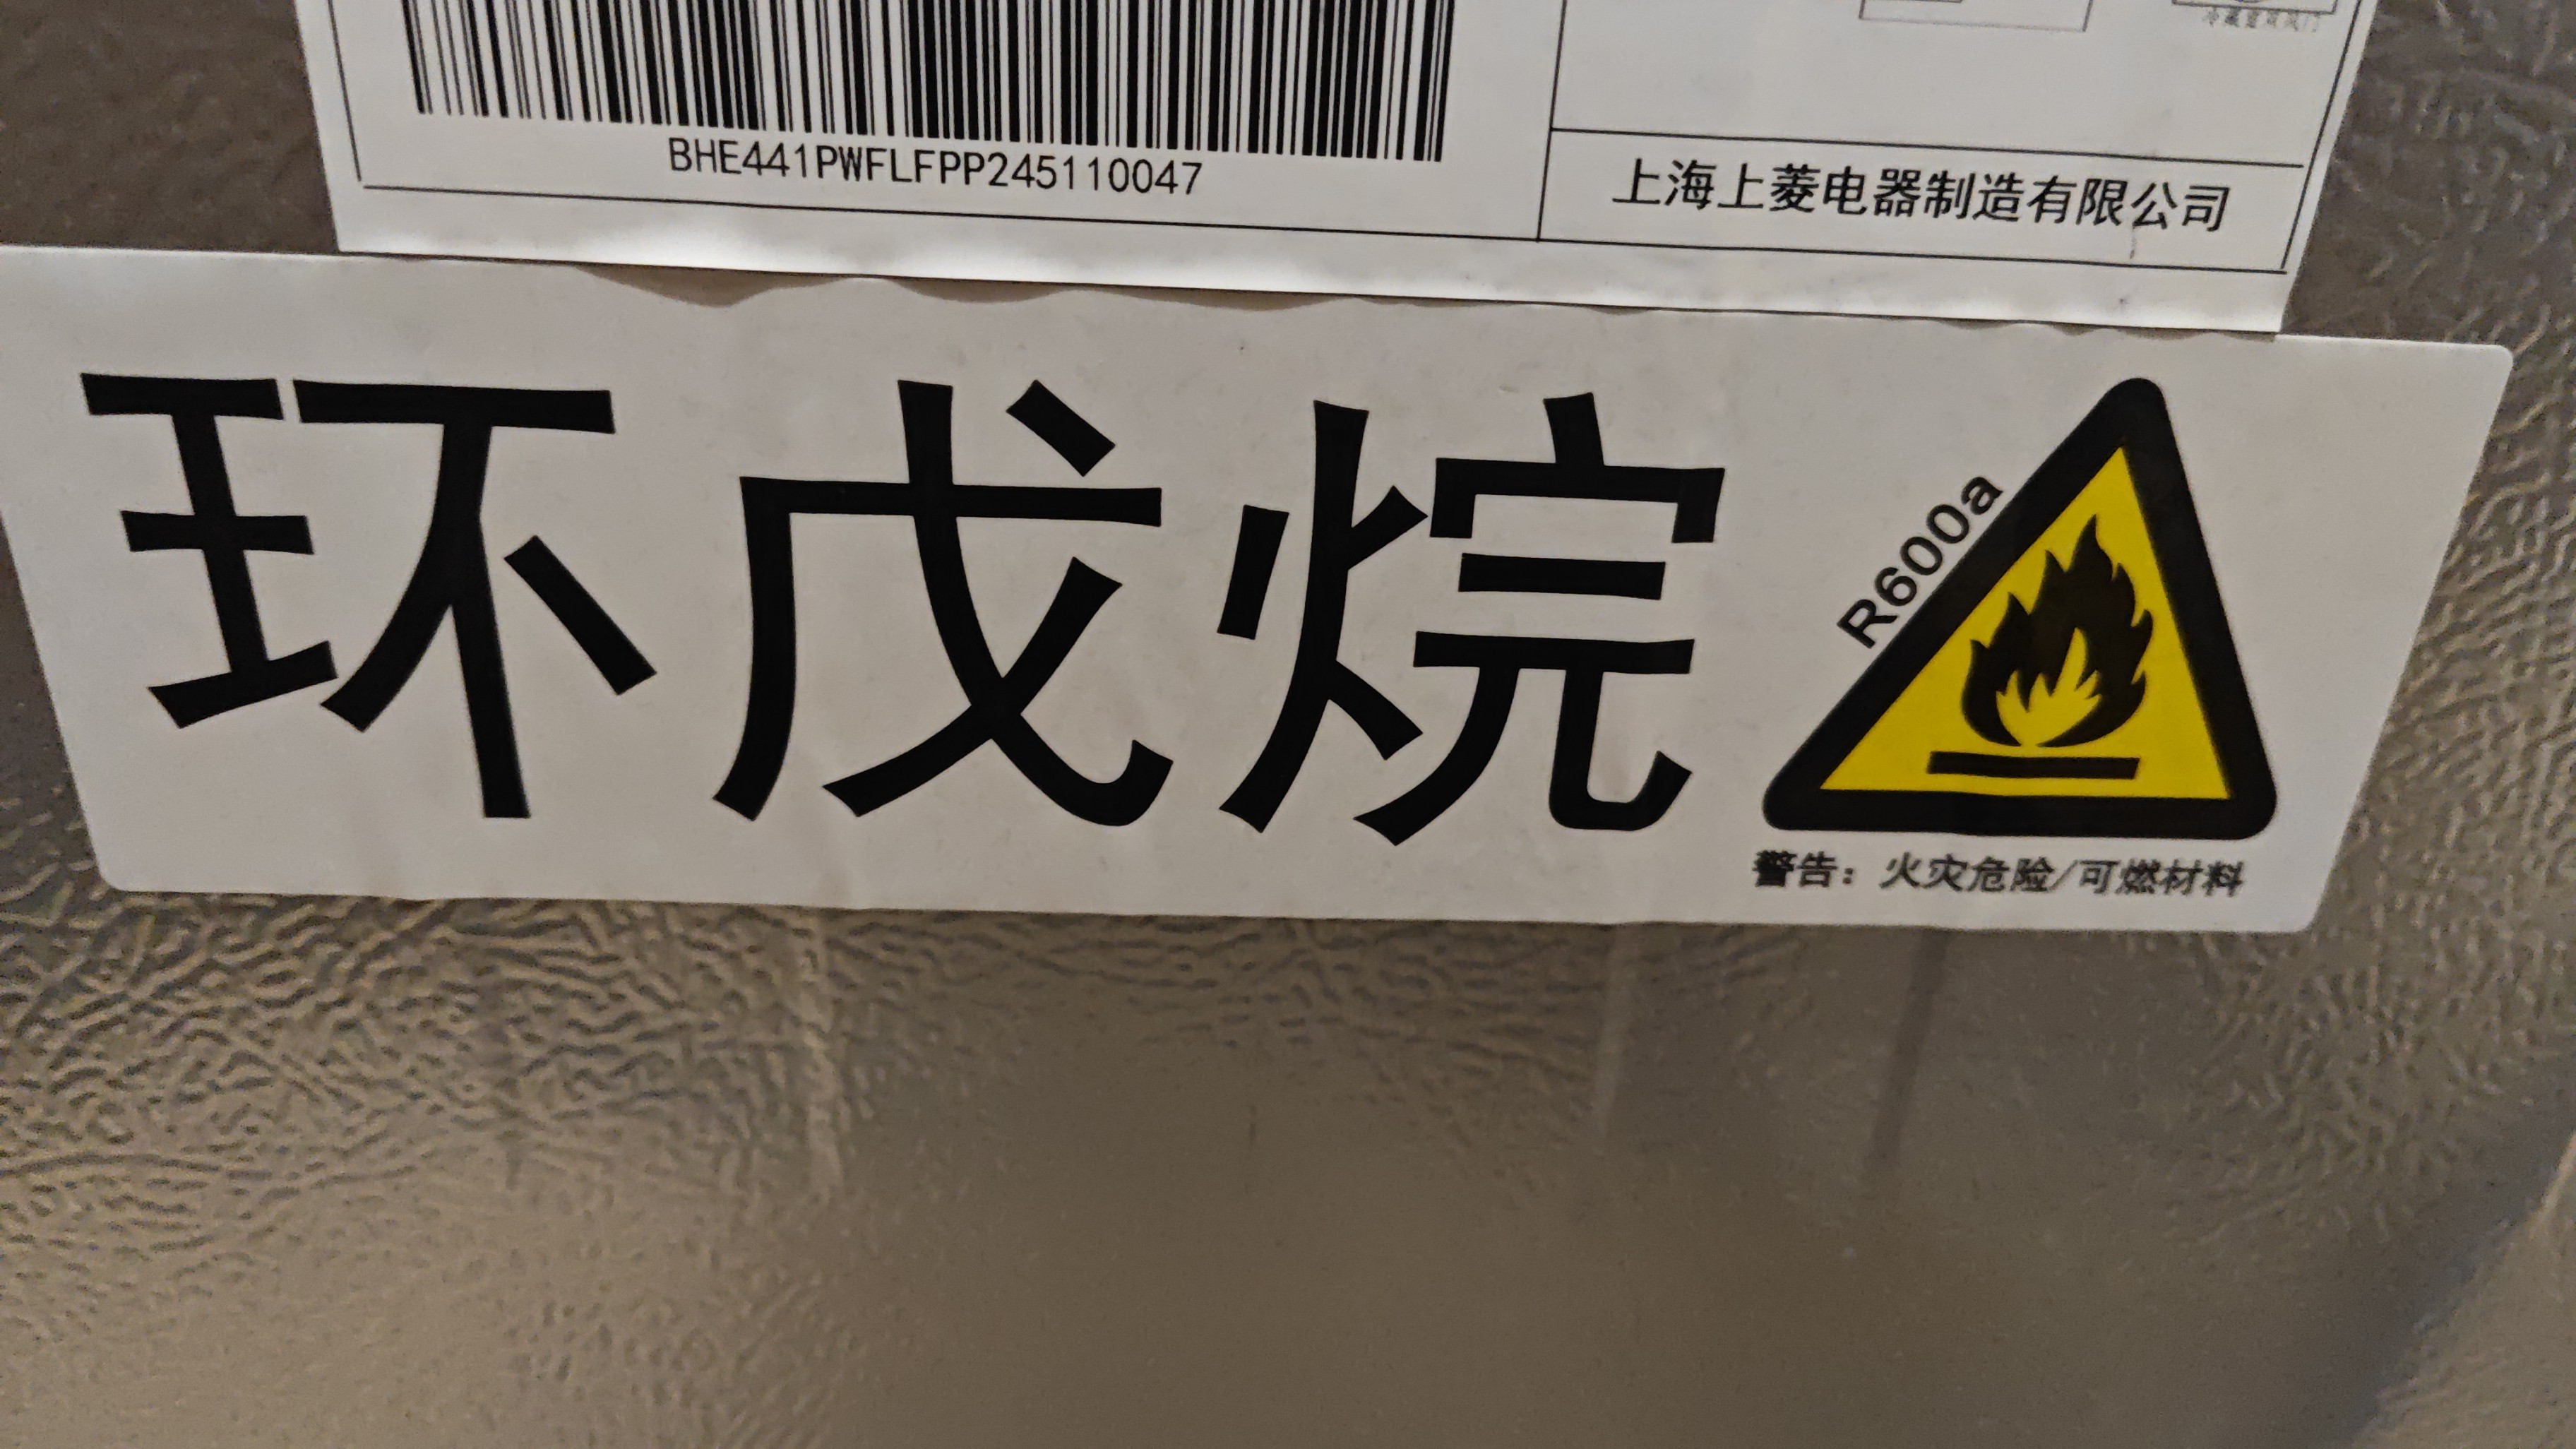 BHE441PWFLFPP245110047
上海上菱电器制造有限公司
环戊烷
R600a
警告：火灾危险/可燃材料